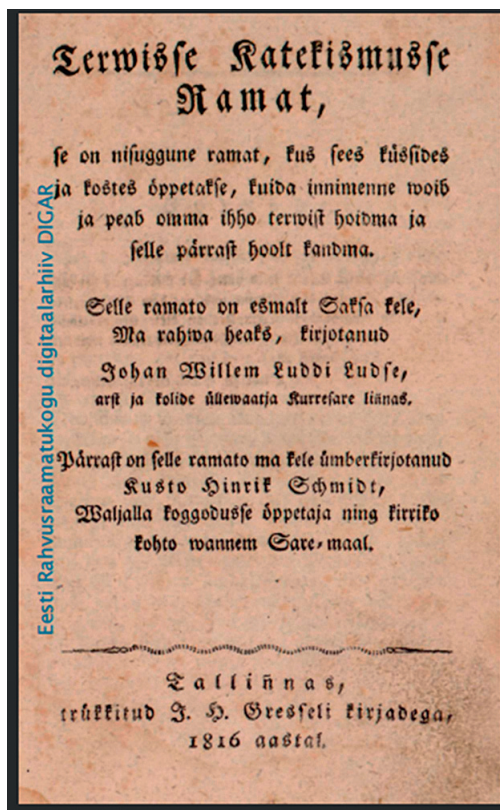 Terwisse Katekismusse
Ramat,
se on nisuggune ramat, kus sees küssides
ja kostes öppetakse, kuida innimenne woib
ja peab omma ihho terwist hoidma ja
selle pärrast hoolt kandma.
Selle ramato on esmalt Saksa kele,
Ma rahwa heaks, kirjotanud
Johan Willem Luddi Ludse,
arst ja kolide üllewaatja Kurresare liñnas.
Pärrast on selle ramato ma kele ümberkirjotanud
Kusto Hinrik Schmidt,
Waljalla koggodusse öppetaja ning kirriko
kohto wannem Sare-maal.
Talliñnas,
trükkitud J. H. Gresseli kirjadega,
1816 aastal.
Eesti Rahvusraamatukogu digitaalarhiiv DIGAR